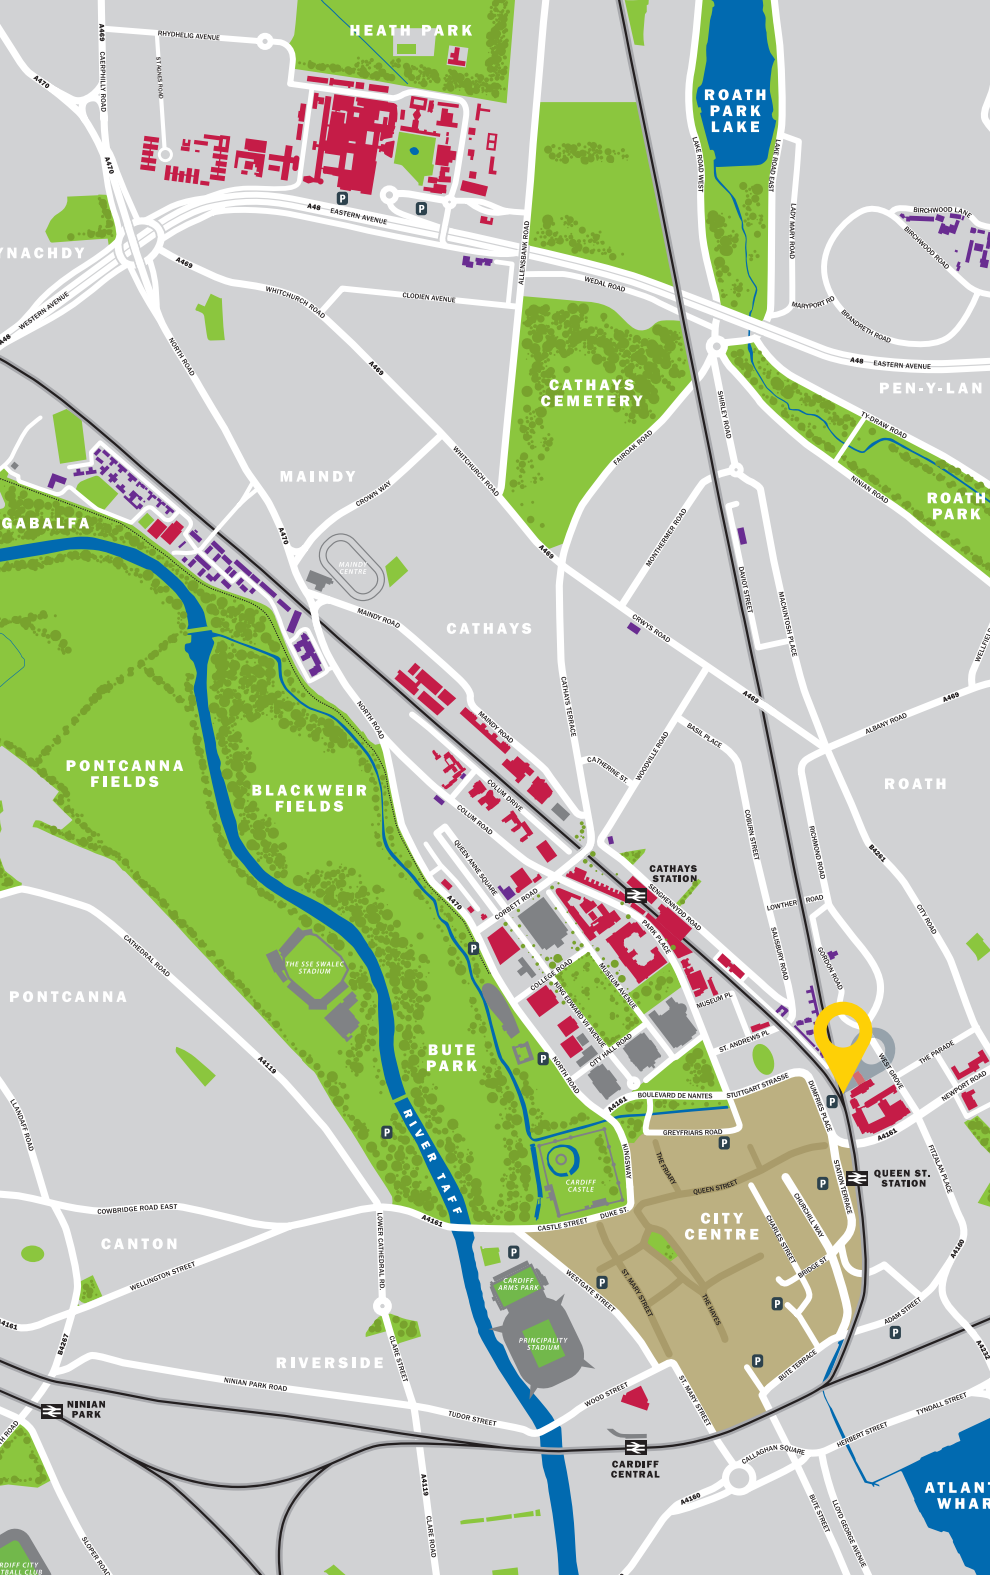 HEATH PARK
RHYDHELIG AVENUE
A469
CAERPHILLY ROAD
ST AGNES ROAD
A470
ROATH
PARK
LAKE
LAKE ROAD WEST
LAKE ROAD EAST
LADY MARY ROAD
A470
P
P
A48
EASTERN AVENUE
ALLENSBANK ROAD
BIRCHWOOD LANE
BIRCHWOOD ROAD
YNACHDY
A469
WEDAL ROAD
CLODIEN AVENUE
WHITCHURCH ROAD
MARYPORT RD
BRANDRETH ROAD
WESTERN AVENUE
A48
NORTH ROAD
A469
A48
EASTERN AVENUE
PEN-Y-LAN
CATHAYS
CEMETERY
SHIRLEY ROAD
TY-DRAW ROAD
FAIROAK ROAD
WHITCHURCH ROAD
MAINDY
CROWN WAY
NINIAN ROAD
ROATH
PARK
GABALFA
A470
MAINDY
CENTRE
A469
MONTHERMER ROAD
DAVIOT STREET
MACKINTOSH PLACE
MAINDY ROAD
CATHAYS
CRWYS ROAD
WELLFIELD
CATHAYS TERRACE
A469
A469
ALBANY ROAD
NORTH ROAD
MAINDY ROAD
BASIL PLACE
WOODVILLE ROAD
CATHERINE ST
PONTCANNA
FIELDS
BLACKWEIR
FIELDS
COLUM DRIVE
COLUM ROAD
ROATH
COBURN STREET
RICHMOND ROAD
B4261
QUEEN ANNE SQUARE
CATHAYS
STATION
SENGHENNYDD ROAD
CORBETT ROAD
A470
LOWTHER ROAD
CITY ROAD
PARK PLACE
SALISBURY ROAD
GORDON ROAD
CATHEDRAL ROAD
THE SSE SWALEC
STADIUM
P
COLLEGE ROAD
MUSEUM AVENUE
KING EDWARD VII AVENUE
MUSEUM PL
PONTCANNA
ST. ANDREWS PL
CITY HALL ROAD
NORTH ROAD
BUTE
PARK
P
A4119
WEST GROVE
THE PARADE
NEWPORT ROAD
STUTTGART STRASSE
BOULEVARD DE NANTES
A4161
DUMFRIES PLACE
P
LLANDAFF ROAD
RIVER TAFF
P
GREYFRIARS ROAD
P
A4161
KINGSWAY
THE FRIARY
FITZALAN PLACE
CARDIFF
CASTLE
QUEEN STREET
STATION TERRACE
P
QUEEN ST.
STATION
COWBRIDGE ROAD EAST
LOWER CATHEDRAL RD.
A4161
CASTLE STREET
DUKE ST.
CITY
CENTRE
CHURCHILL WAY
CHARLES STREET
CANTON
P
A4160
WELLINGTON STREET
BRIDGE ST
CARDIFF
ARMS PARK
WESTGATE STREET
P
ST. MARY STREET
THE HAYES
P
ADAM STREET
P
A4161
B4267
CLARE STREET
PRINCIPALITY
STADIUM
A4232
RIVERSIDE
P
BUTE TERRACE
NINIAN PARK ROAD
WOOD STREET
ST. MARY STREET
NINIAN
PARK
TUDOR STREET
TYNDALL STREET
HERBERT STREET
CALLAGHAN SQUARE
CARDIFF
CENTRAL
A4119
CLARE ROAD
A4160
BUTE STREET
LLOYD GEORGE AVENUE
ATLANT
WHAR
SLOPER ROAD
RDIFF CITY
TBALL CLUB